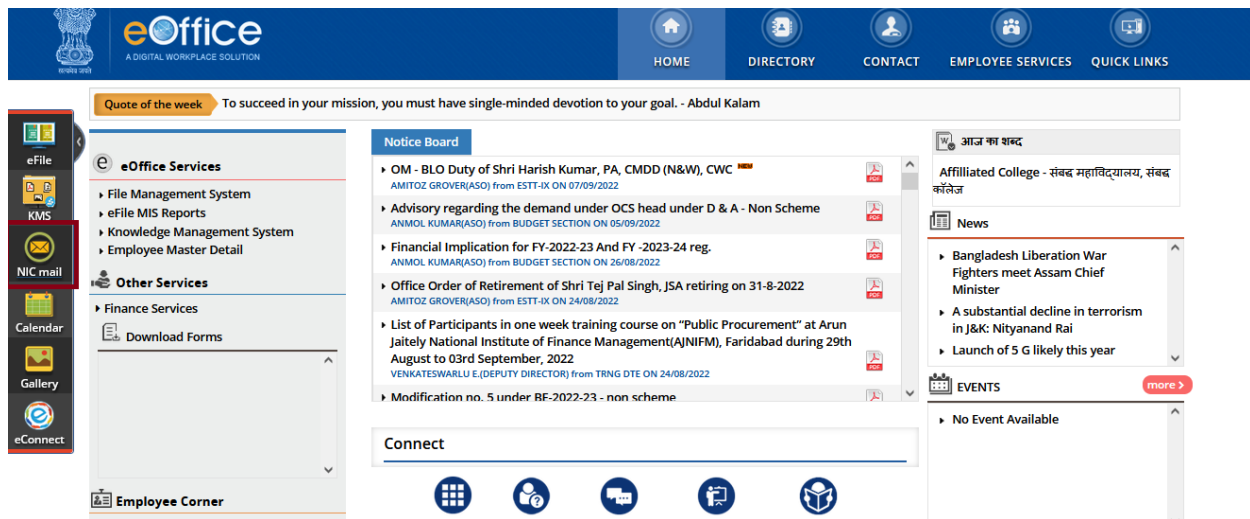 सत्यमेव जयते
eOffice
A DIGITAL WORKPLACE SOLUTION
HOME
DIRECTORY
CONTACT
EMPLOYEE SERVICES
QUICK LINKS
Quote of the week
To succeed in your mission, you must have single-minded devotion to your goal. - Abdul Kalam
eFile
KMS
NIC mail
Calendar
Gallery
eConnect
eOffice Services
File Management System
eFile MIS Reports
Knowledge Management System
Employee Master Detail
Other Services
Finance Services
Download Forms
Employee Corner
Notice Board
OM - BLO Duty of Shri Harish Kumar, PA, CMDD (N&W), CWC NEW
AMITOZ GROVER(ASO) from ESTT-IX ON 07/09/2022
PDF
Advisory regarding the demand under OCS head under D & A - Non Scheme
ANMOL KUMAR(ASO) from BUDGET SECTION ON 05/09/2022
PDF
Financial Implication for FY-2022-23 And FY -2023-24 reg.
ANMOL KUMAR(ASO) from BUDGET SECTION ON 26/08/2022
PDF
Office Order of Retirement of Shri Tej Pal Singh, JSA retiring on 31-8-2022
AMITOZ GROVER(ASO) from ESTT-IX ON 24/08/2022
PDF
List of Participants in one week training course on “Public Procurement” at Arun
Jaitely National Institute of Finance Management(AJNIFM), Faridabad during 29th
August to 03rd September, 2022
VENKATESWARLU E.(DEPUTY DIRECTOR) from TRNG DTE ON 24/08/2022
PDF
Modification no. 5 under BE-2022-23 - non scheme
Connect
आज का शब्द
Affilliated College - संबद्ध महाविद्यालय, संबद्ध
कॉलेज
News
Bangladesh Liberation War
Fighters meet Assam Chief
Minister
A substantial decline in terrorism
in J&K: Nityanand Rai
Launch of 5 G likely this year
EVENTS
more
No Event Available